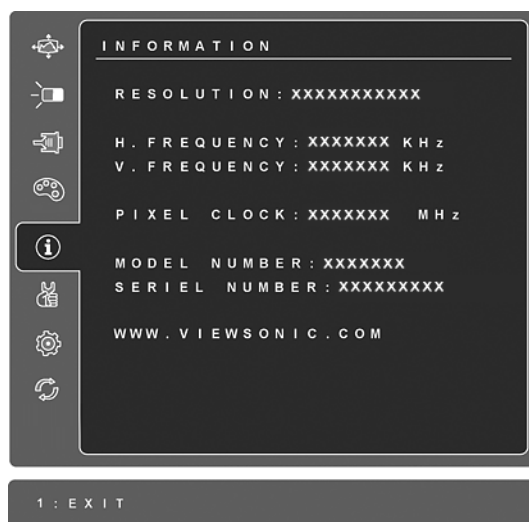 INFORMATION
RESOLUTION: XXXXXXXXXXX
H. FREQUENCY: XXXXXXX KHz
V. FREQUENCY: XXXXXXX KHz
PIXEL CLOCK: XXXXXXX MHz
MODEL NUMBER: XXXXXXX
SERIEL NUMBER: XXXXXXXXX
WWW.VIEWSONIC.COM
1:EXIT